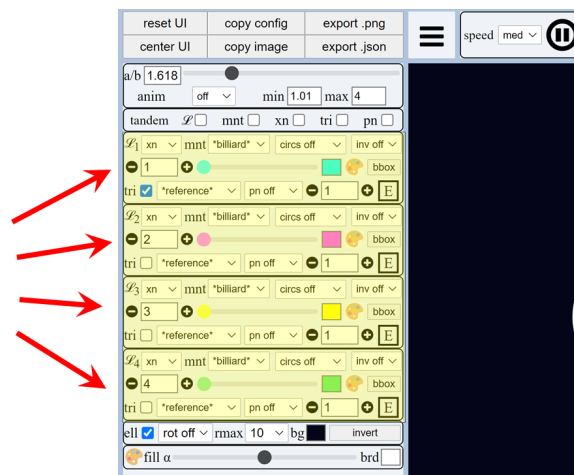 reset UI copy config export .png
center UI copy image export .json
speed med
a/b 1.618
anim off min 1.01 max 4
tandem ℒ mnt xn tri pn
ℒ1 xn mnt *billiard* circs off inv off
1 bbox
tri *reference* pn off 1 E
ℒ2 xn mnt *billiard* circs off inv off
2 bbox
tri *reference* pn off 1 E
ℒ3 xn mnt *billiard* circs off inv off
3 bbox
tri *reference* pn off 1 E
ℒ4 xn mnt *billiard* circs off inv off
4 bbox
tri *reference* pn off 1 E
ell rot off rmax 10 bg invert
fill α brd